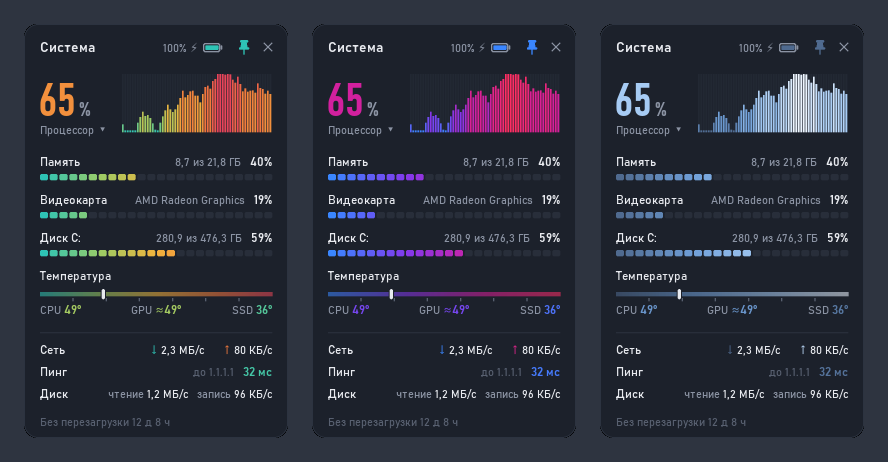 Система 100%
65%
Процессор
Память 8,7 из 21,8 ГБ 40%
Видеокарта AMD Radeon Graphics 19%
Диск C: 280,9 из 476,3 ГБ 59%
Температура
CPU 49° GPU ≈49° SSD 36°
Сеть ↓ 2,3 МБ/с ↑ 80 КБ/с
Пинг до 1.1.1.1 32 мс
Диск чтение 1,2 МБ/с запись 96 КБ/с
Без перезагрузки 12 д 8 ч
Система 100%
65%
Процессор
Память 8,7 из 21,8 ГБ 40%
Видеокарта AMD Radeon Graphics 19%
Диск C: 280,9 из 476,3 ГБ 59%
Температура
CPU 49° GPU ≈49° SSD 36°
Сеть ↓ 2,3 МБ/с ↑ 80 КБ/с
Пинг до 1.1.1.1 32 мс
Диск чтение 1,2 МБ/с запись 96 КБ/с
Без перезагрузки 12 д 8 ч
Система 100%
65%
Процессор
Память 8,7 из 21,8 ГБ 40%
Видеокарта AMD Radeon Graphics 19%
Диск C: 280,9 из 476,3 ГБ 59%
Температура
CPU 49° GPU ≈49° SSD 36°
Сеть ↓ 2,3 МБ/с ↑ 80 КБ/с
Пинг до 1.1.1.1 32 мс
Диск чтение 1,2 МБ/с запись 96 КБ/с
Без перезагрузки 12 д 8 ч